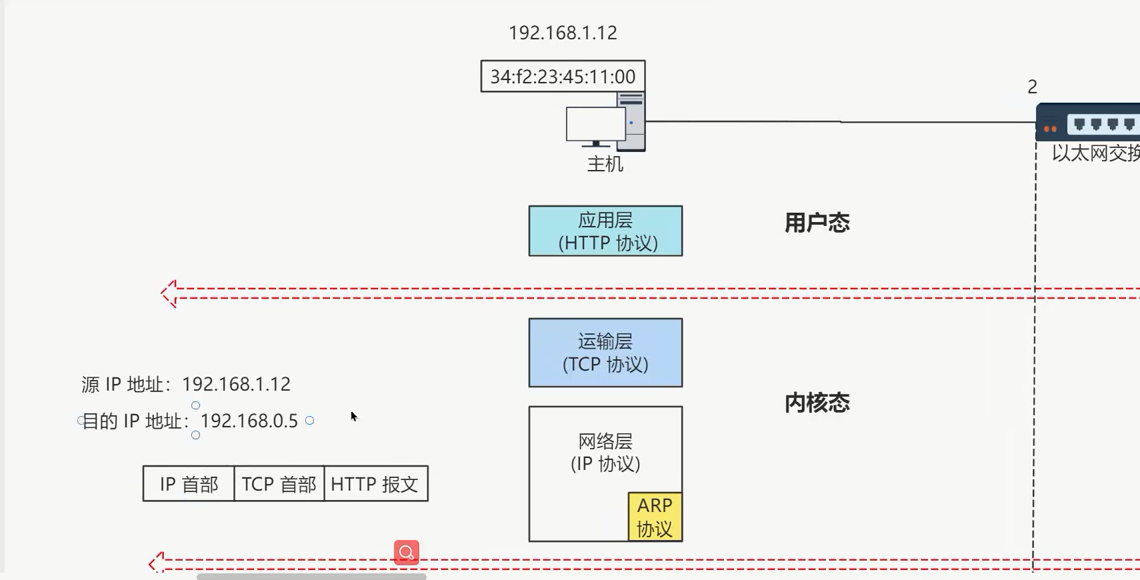 192.168.1.12
34:f2:23:45:11:00
2
主机
以太网交换
应用层
(HTTP 协议)
用户态
运输层
(TCP 协议)
源 IP 地址：192.168.1.12
内核态
目的 IP 地址：192.168.0.5
网络层
(IP 协议)
IP 首部 TCP 首部 HTTP 报文
ARP
协议